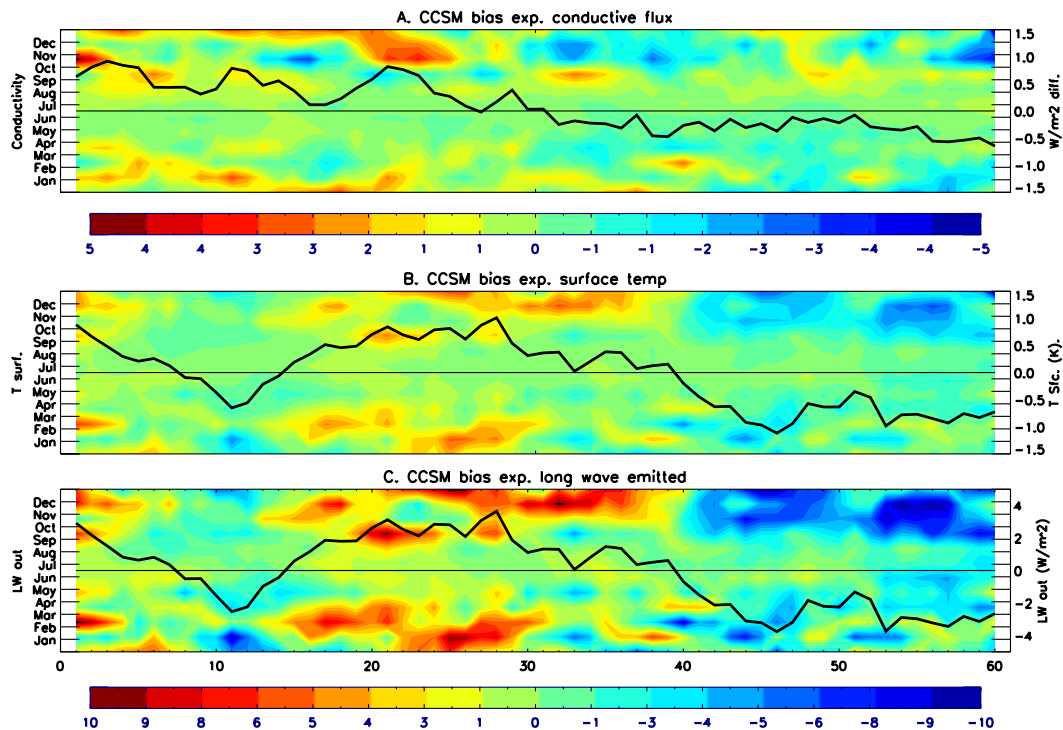 A. CCSM bias exp. conductive flux
Conductivity
Dec
Nov
Oct
Sep
Aug
Jul
Jun
May
Apr
Mar
Feb
Jan
1.5
1.0
0.5
0.0
-0.5
-1.0
-1.5
W/m^2 diff.
5 4 4 3 3 2 1 1 0 -1 -1 -2 -3 -3 -4 -4 -5
B. CCSM bias exp. surface temp
T surf.
Dec
Nov
Oct
Sep
Aug
Jul
Jun
May
Apr
Mar
Feb
Jan
1.5
1.0
0.5
0.0
-0.5
-1.0
-1.5
T Sfc. (K).
C. CCSM bias exp. long wave emitted
LW out
Dec
Nov
Oct
Sep
Aug
Jul
Jun
May
Apr
Mar
Feb
Jan
4
2
0
-2
-4
LW out (W/m2)
0 10 20 30 40 50 60
10 9 8 6 5 4 3 1 0 -1 -3 -4 -5 -6 -8 -9 -10